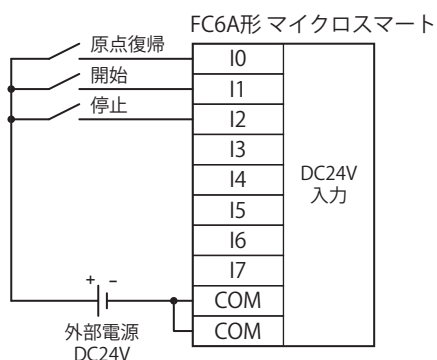 FC6A形 マイクロスマート
原点復帰
開始
停止
I0
I1
I2
I3
I4
I5
I6
I7
COM
COM
DC24V
入力
+ −
外部電源
DC24V